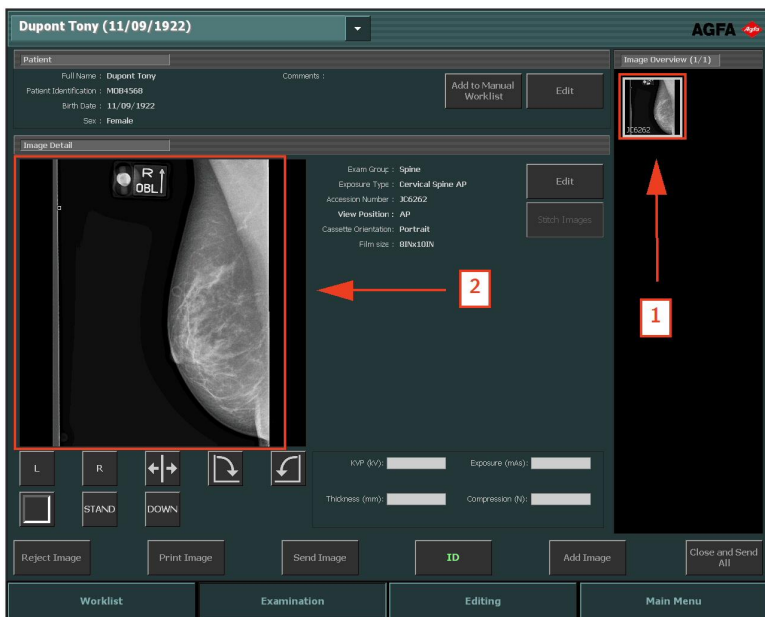 Dupont Tony (11/09/1922)
AGFA
Patient
Full Name : Dupont Tony
Patient Identification : MOB4568
Birth Date : 11/09/1922
Sex : Female
Comments :
Add to Manual
Worklist
Edit
Image Overview (1/1)
JC6262
1
Image Detail
R
OBL
2
Exam Group : Spine
Exposure Type : Cervical Spine AP
Accession Number : JC6262
View Position : AP
Cassette Orientation: Portrait
Film size : 8INx10IN
Edit
Stitch Images
L
R
STAND
DOWN
KVP (kV):
Exposure (mAs):
Thickness (mm):
Compression (N):
Reject Image
Print Image
Send Image
ID
Add Image
Close and Send
All
Worklist
Examination
Editing
Main Menu